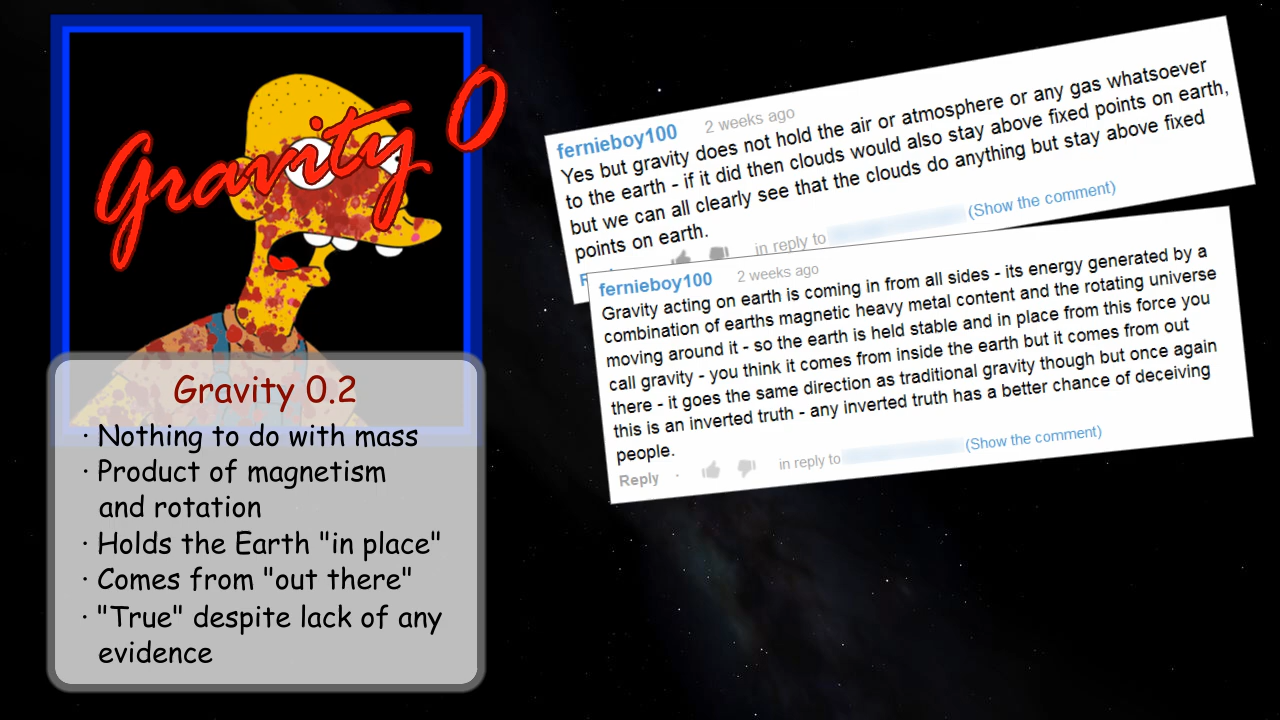 Gravity 0
Gravity 0.2
· Nothing to do with mass
· Product of magnetism
and rotation
· Holds the Earth "in place"
· Comes from "out there"
· "True" despite lack of any
evidence
fernieboy100 2 weeks ago
Yes but gravity does not hold the air or atmosphere or any gas whatsoever
to the earth - if it did then clouds would also stay above fixed points on earth,
but we can all clearly see that the clouds do anything but stay above fixed
points on earth.
in reply to (Show the comment)
fernieboy100 2 weeks ago
Gravity acting on earth is coming in from all sides - its energy generated by a
combination of earths magnetic heavy metal content and the rotating universe
moving around it - so the earth is held stable and in place from this force you
call gravity - you think it comes from inside the earth but it comes from out
there - it goes the same direction as traditional gravity though but once again
this is an inverted truth - any inverted truth has a better chance of deceiving
people.
Reply · in reply to (Show the comment)